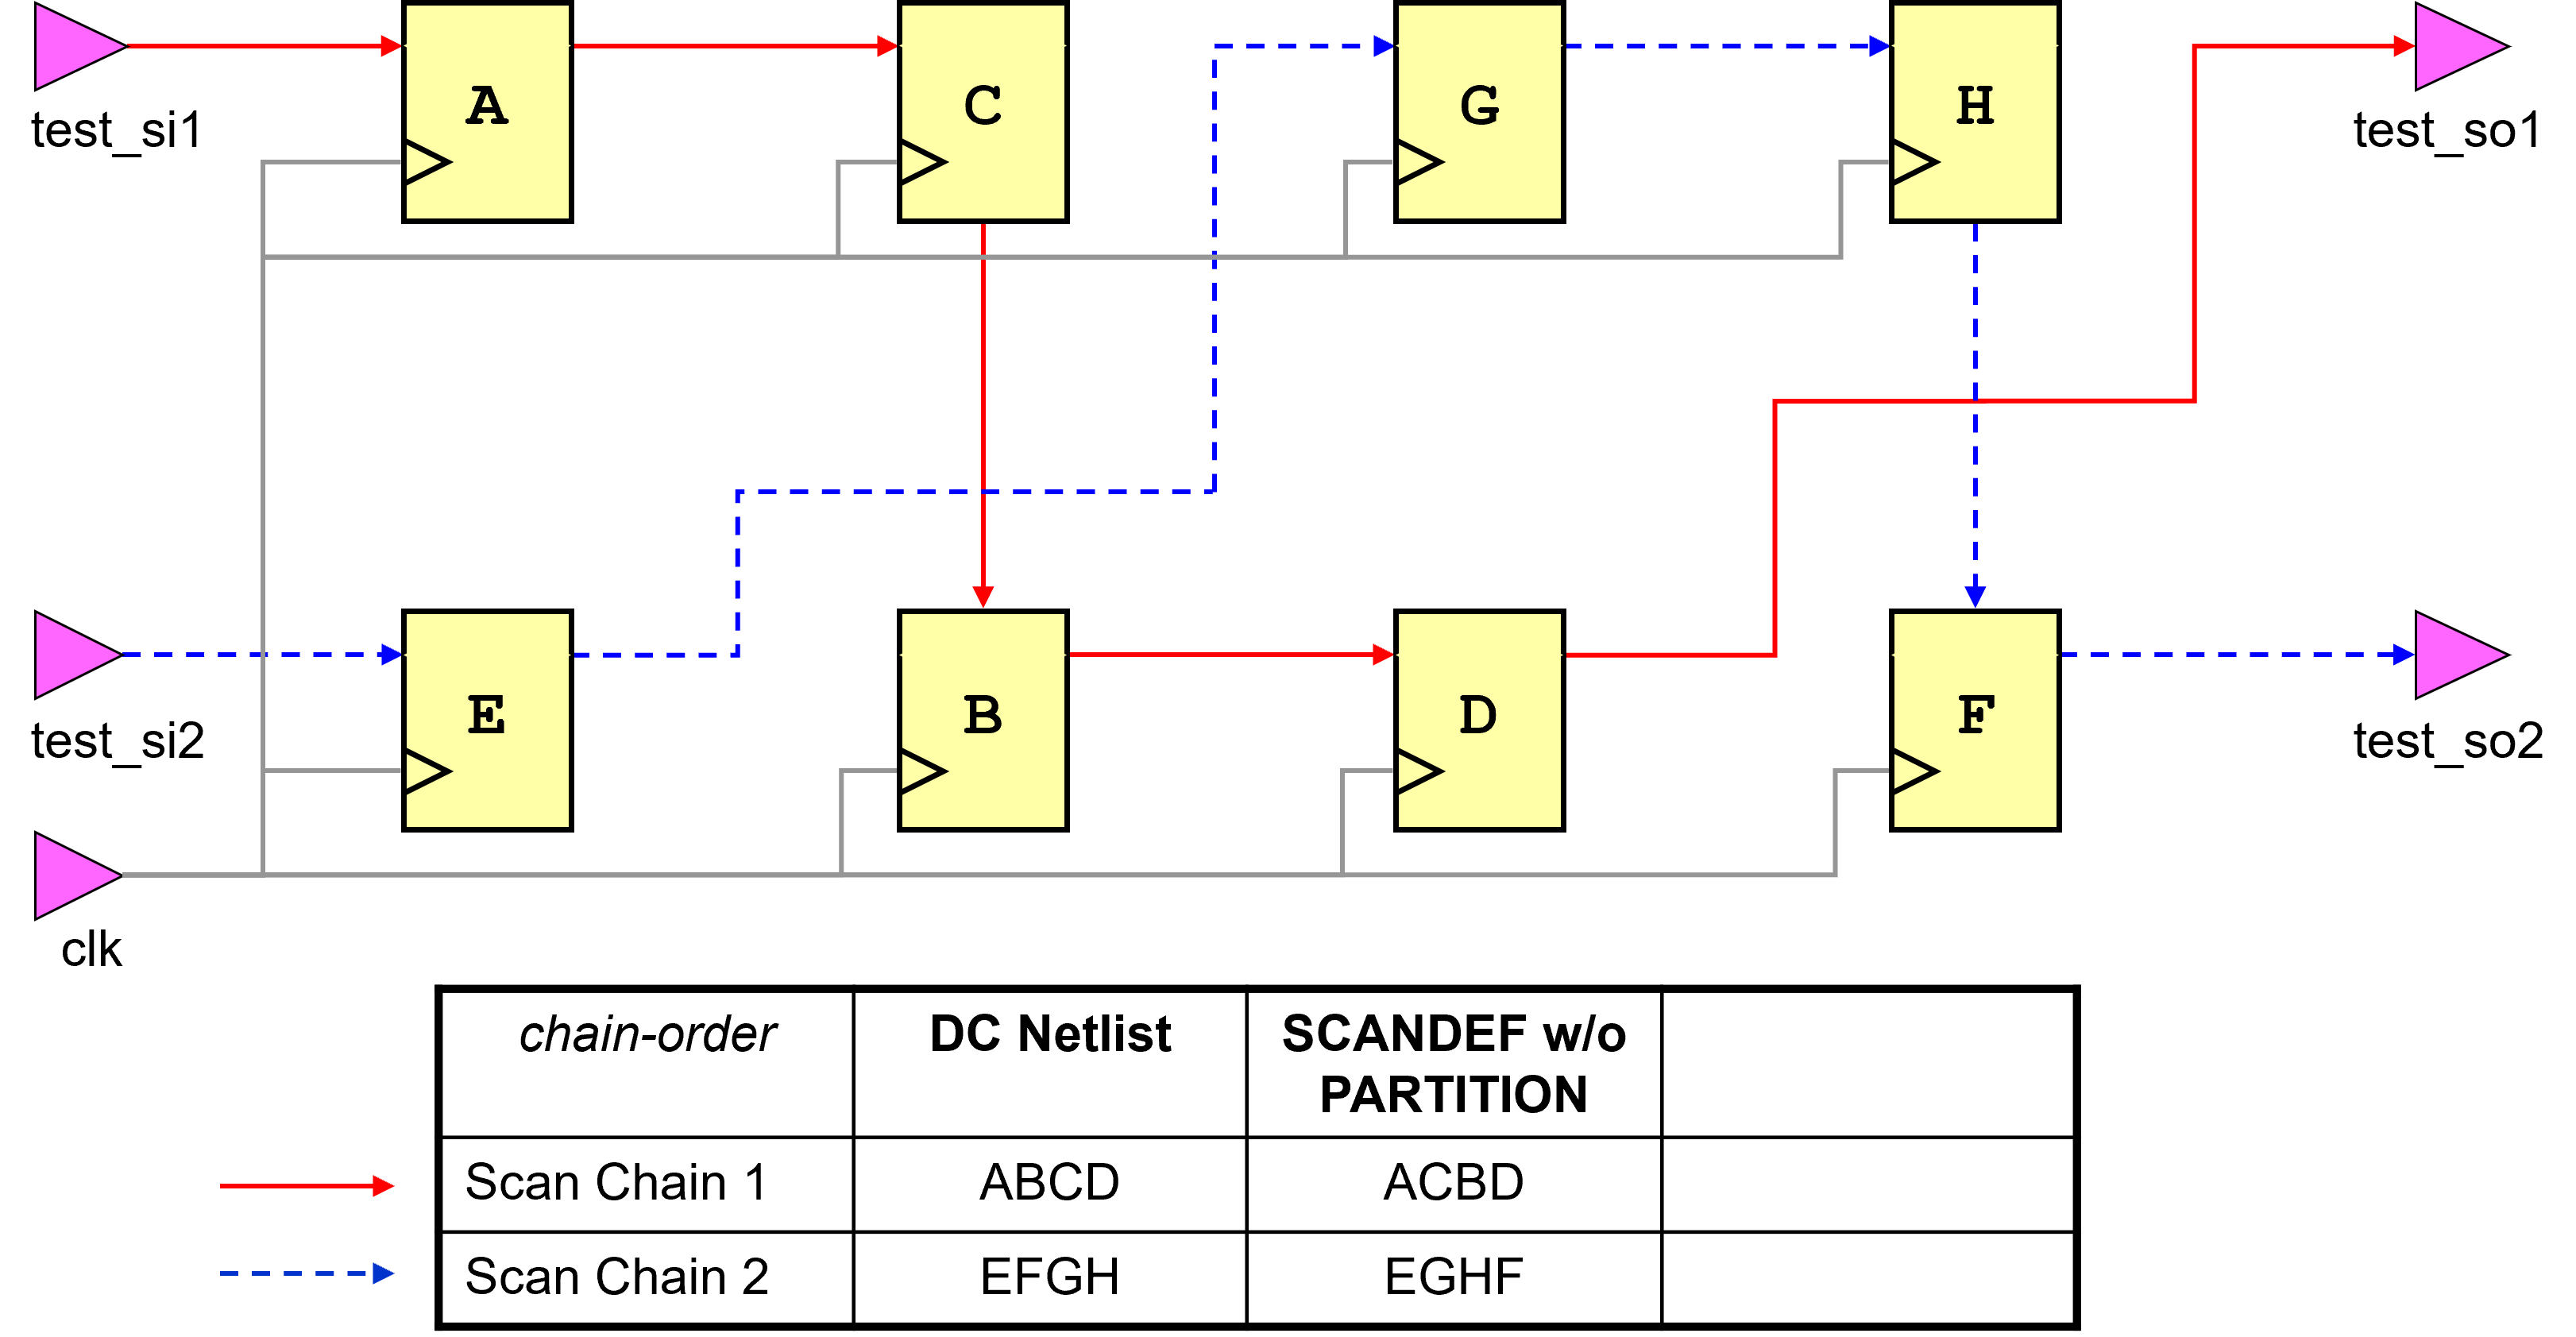 A
C
G
H
test_si1
test_so1
E
B
D
F
test_si2
test_so2
clk
chain-order
DC Netlist
SCANDEF w/o
PARTITION
Scan Chain 1
ABCD
ACBD
Scan Chain 2
EFGH
EGHF